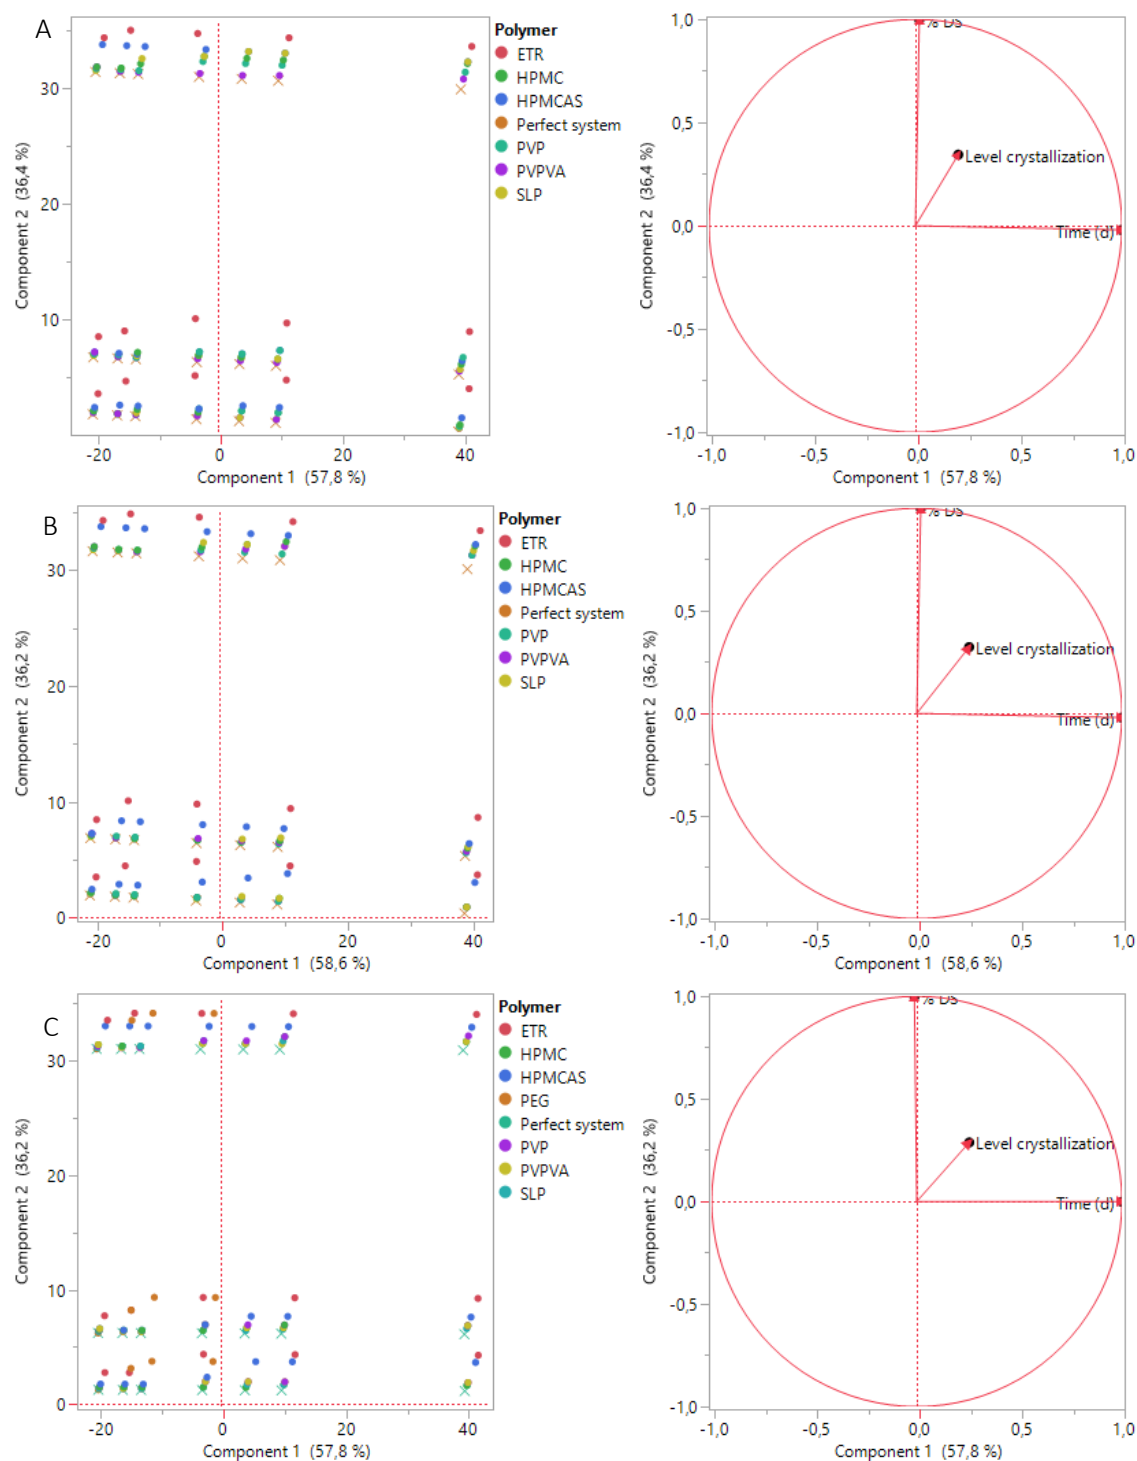 A
Polymer
ETR
HPMC
HPMCAS
Perfect system
PVP
PVPVA
SLP
30
20
10
-20
0
20
40
Component 1 (57,8 %)
Component 2 (36,4 %)
1,0
0,5
0,0
-0,5
-1,0
% DS
Level crystallization
Time (d)
-1,0
-0,5
0,0
0,5
1,0
Component 1 (57,8 %)
Component 2 (36,4 %)
B
Polymer
ETR
HPMC
HPMCAS
Perfect system
PVP
PVPVA
SLP
30
20
10
0
-20
0
20
40
Component 1 (58,6 %)
Component 2 (36,2 %)
1,0
0,5
0,0
-0,5
-1,0
% DS
Level crystallization
Time (d)
-1,0
-0,5
0,0
0,5
1,0
Component 1 (58,6 %)
Component 2 (36,2 %)
C
Polymer
ETR
HPMC
HPMCAS
PEG
Perfect system
PVP
PVPVA
SLP
30
20
10
0
-20
0
20
40
Component 1 (57,8 %)
Component 2 (36,2 %)
1,0
0,5
0,0
-0,5
-1,0
% DS
Level crystallization
Time (d)
-1,0
-0,5
0,0
0,5
1,0
Component 1 (57,8 %)
Component 2 (36,2 %)